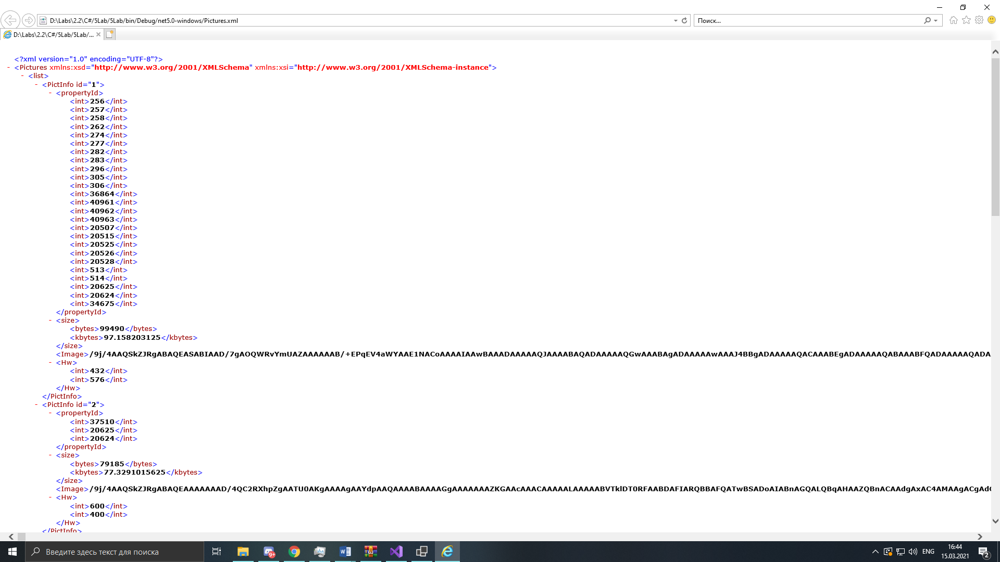 D:\Labs\2.2\C#/5Lab/5Lab/bin/Debug/net5.0-windows/Pictures.xml
Поиск...
D:\Labs\2.2\C#/5Lab/5Lab/...
<?xml version="1.0" encoding="UTF-8"?>
- <Pictures xmlns:xsd="http://www.w3.org/2001/XMLSchema" xmlns:xsi="http://www.w3.org/2001/XMLSchema-instance">
- <list>
- <PictInfo id="1">
- <propertyId>
<int>256</int>
<int>257</int>
<int>258</int>
<int>262</int>
<int>274</int>
<int>277</int>
<int>282</int>
<int>283</int>
<int>296</int>
<int>305</int>
<int>306</int>
<int>36864</int>
<int>40961</int>
<int>40962</int>
<int>40963</int>
<int>20507</int>
<int>20515</int>
<int>20525</int>
<int>20526</int>
<int>20528</int>
<int>513</int>
<int>514</int>
<int>20625</int>
<int>20624</int>
<int>34675</int>
</propertyId>
- <size>
<bytes>99490</bytes>
<kbytes>97.158203125</kbytes>
</size>
<Image>/9j/4AAQSkZJRgABAQEASABIAAD/7gAOQWRvYmUAZAAAAAAB/+EPqEV4aWYAAE1NACoAAAAIAAwBAAADAAAAAQJAAAABAQADAAAAAQGwAAABAgADAAAAAwAAAJ4BBgADAAAAAQACAAABEgADAAAAAQABAAABFQADAAAAAQADA
- <Hw>
<int>432</int>
<int>576</int>
</Hw>
</PictInfo>
- <PictInfo id="2">
- <propertyId>
<int>37510</int>
<int>20625</int>
<int>20624</int>
</propertyId>
- <size>
<bytes>79185</bytes>
<kbytes>77.3291015625</kbytes>
</size>
<Image>/9j/4AAQSkZJRgABAQEAAAAAAAD/4QC2RXhpZgAATU0AKgAAAAgAAYdpAAQAAAABAAAAGgAAAAAAAZKGAAcAAACAAAAALAAAAABVTklDT0RFAABDAFIARQBBAFQATwBSADoAIABnAGQALQBqAHAAZQBnACAAdgAxAC4AMAAgACgAd
- <Hw>
<int>600</int>
<int>400</int>
</Hw>
</PictInfo>
Введите здесь текст для поиска
9+
ENG
16:44
15.03.2021
2